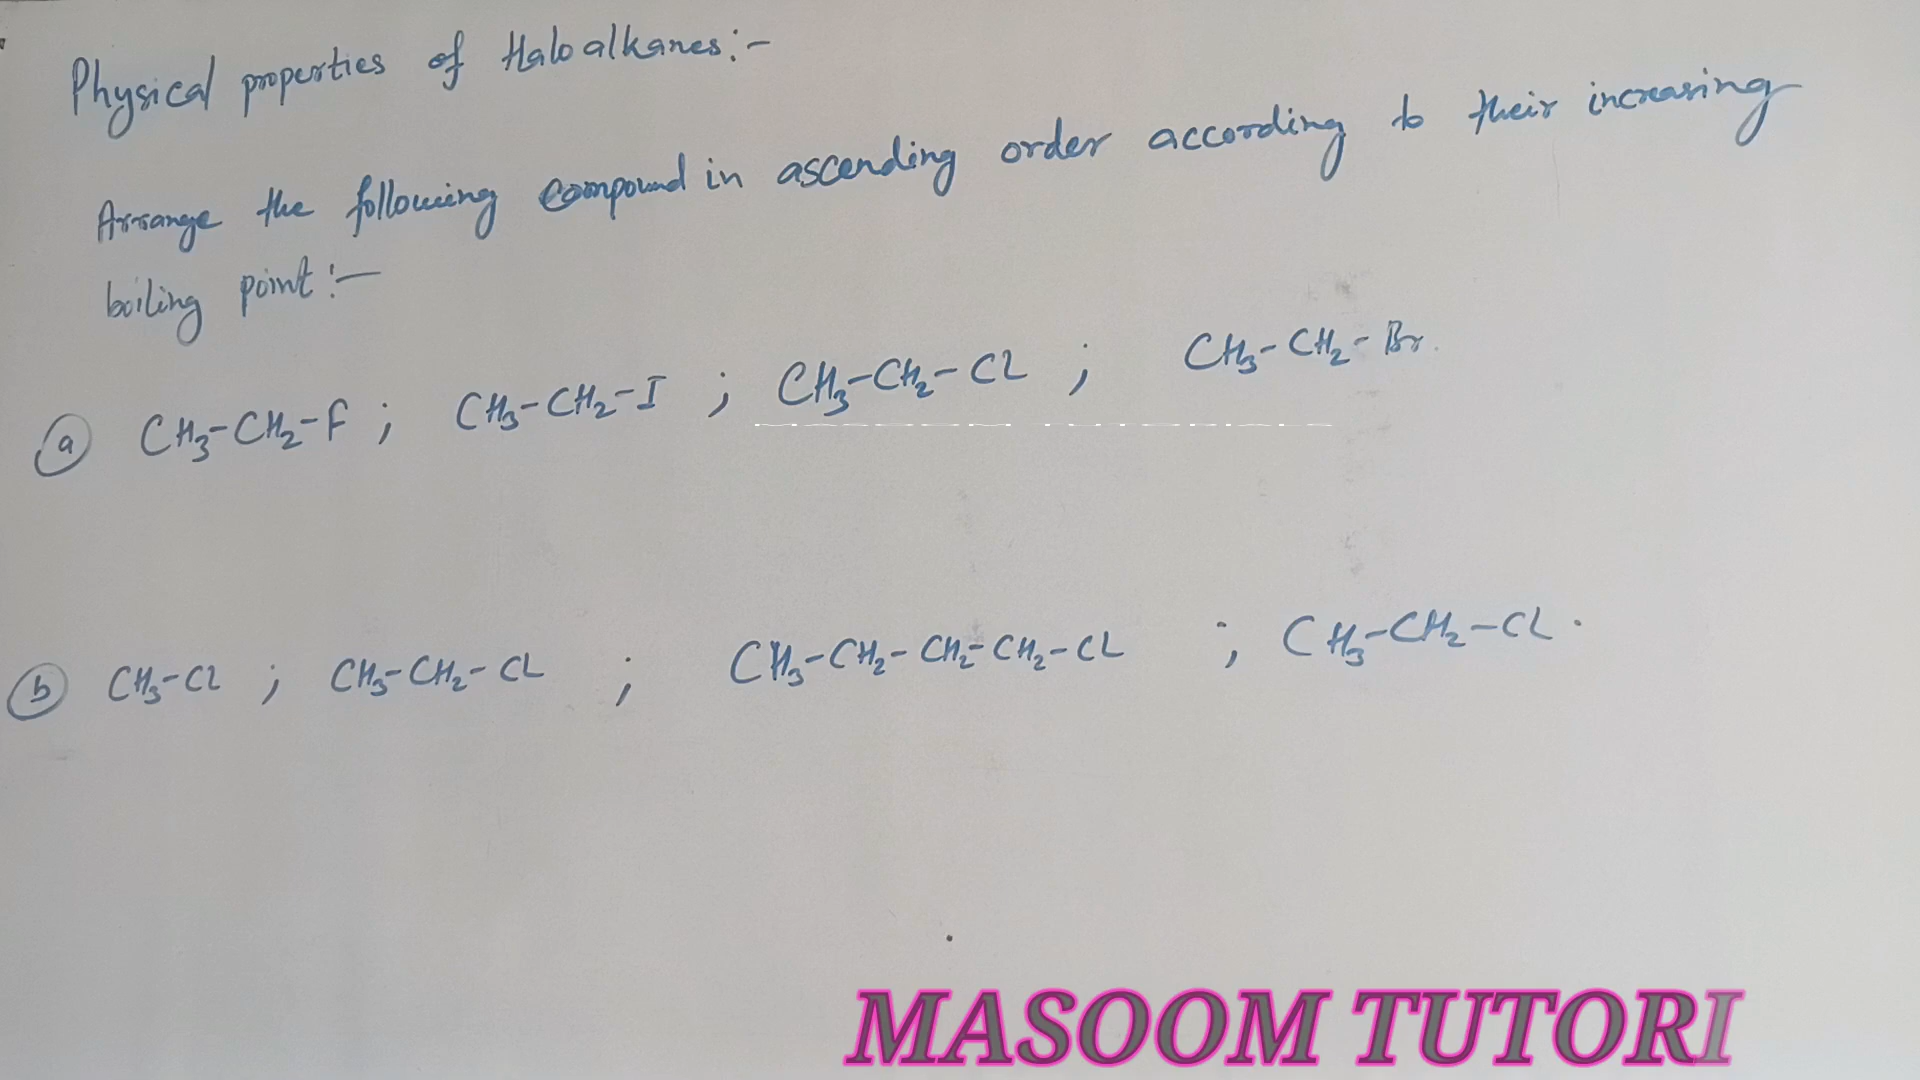 Physical properties of Haloalkanes:-
Arrange the following compound in ascending order according to their increasing
boiling point:-
(a) CH₃-CH₂-F ; CH₃-CH₂-I ; CH₃-CH₂-Cl ; CH₃-CH₂-Br.
(b) CH₃-Cl ; CH₃-CH₂-CL ; CH₃-CH₂-CH₂-CH₂-CL ; CH₃-CH₂-CL.
MASOOM TUTORI